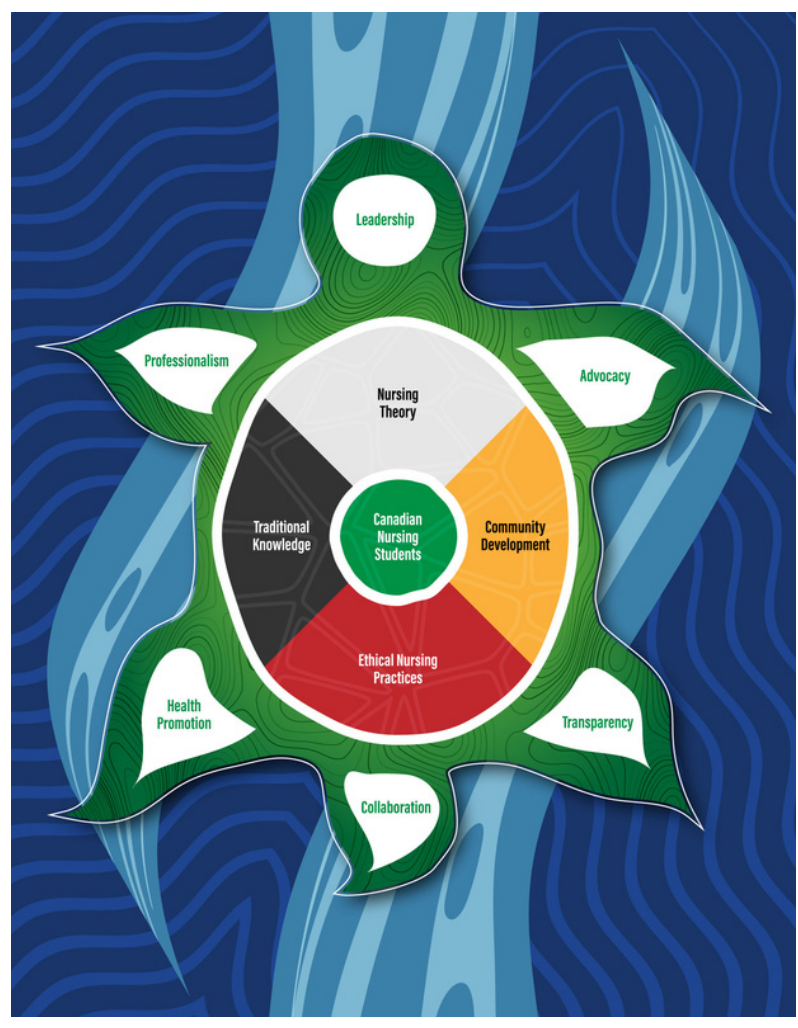 Leadership
Professionalism
Advocacy
Nursing
Theory
Traditional
Knowledge
Canadian
Nursing
Students
Community
Development
Ethical Nursing
Practices
Health
Promotion
Transparency
Collaboration